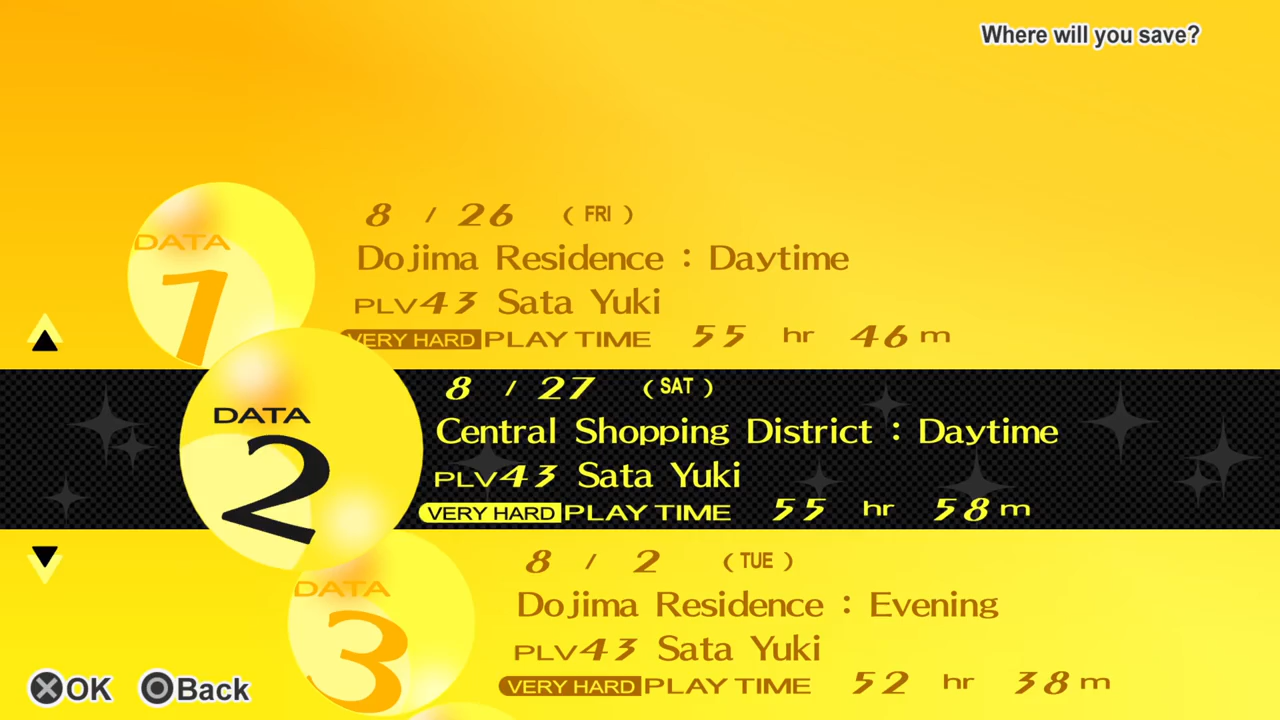 Where will you save?
DATA 1
8 / 26 (FRI)
Dojima Residence : Daytime
PLV43 Sata Yuki
VERY HARD PLAY TIME 55 hr 46m
DATA 2
8 / 27 (SAT)
Central Shopping District : Daytime
PLV43 Sata Yuki
VERY HARD PLAY TIME 55 hr 58m
DATA 3
8 / 2 (TUE)
Dojima Residence : Evening
PLV43 Sata Yuki
VERY HARD PLAY TIME 52 hr 38m
OK Back